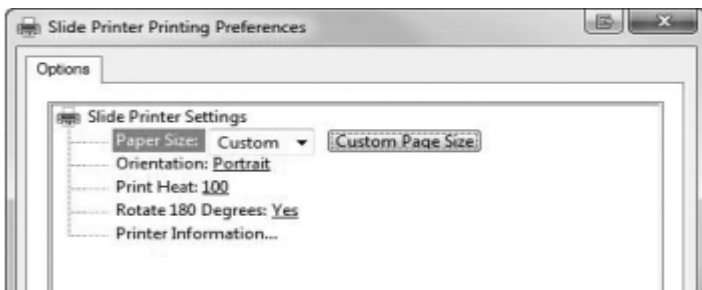 Slide Printer Printing Preferences
Options
Slide Printer Settings
Paper Size: Custom Custom Page Size
Orientation: Portrait
Print Heat: 100
Rotate 180 Degrees: Yes
Printer Information...